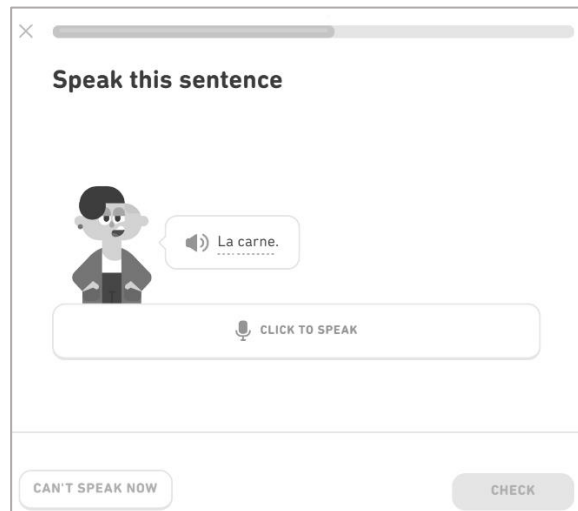 Speak this sentence
La carne.
CLICK TO SPEAK
CAN'T SPEAK NOW
CHECK